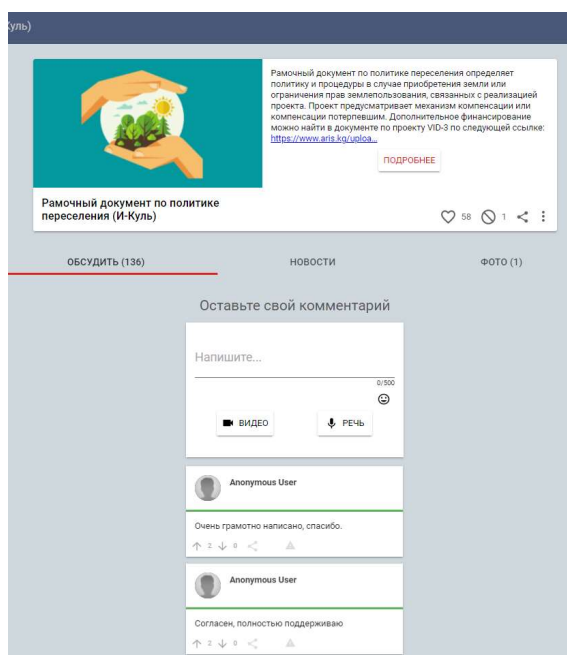 Куль)
Рамочный документ по политике переселения определяет
политику и процедуры в случае приобретения земли или
ограничения прав землепользования, связанных с реализацией
проекта. Проект предусматривает механизм компенсации или
компенсации потерпевшим. Дополнительное финансирование
можно найти в документе по проекту VID-3 по следующей ссылке:
https://www.aris.kg/uploa...
ПОДРОБНЕЕ
Рамочный документ по политике
переселения (И-Куль)
58 1
ОБСУДИТЬ (136) НОВОСТИ ФОТО (1)
Оставьте свой комментарий
Напишите...
0/500
ВИДЕО РЕЧЬ
Anonymous User
Очень грамотно написано, спасибо.
2 0
Anonymous User
Согласен, полностью поддерживаю
2 0